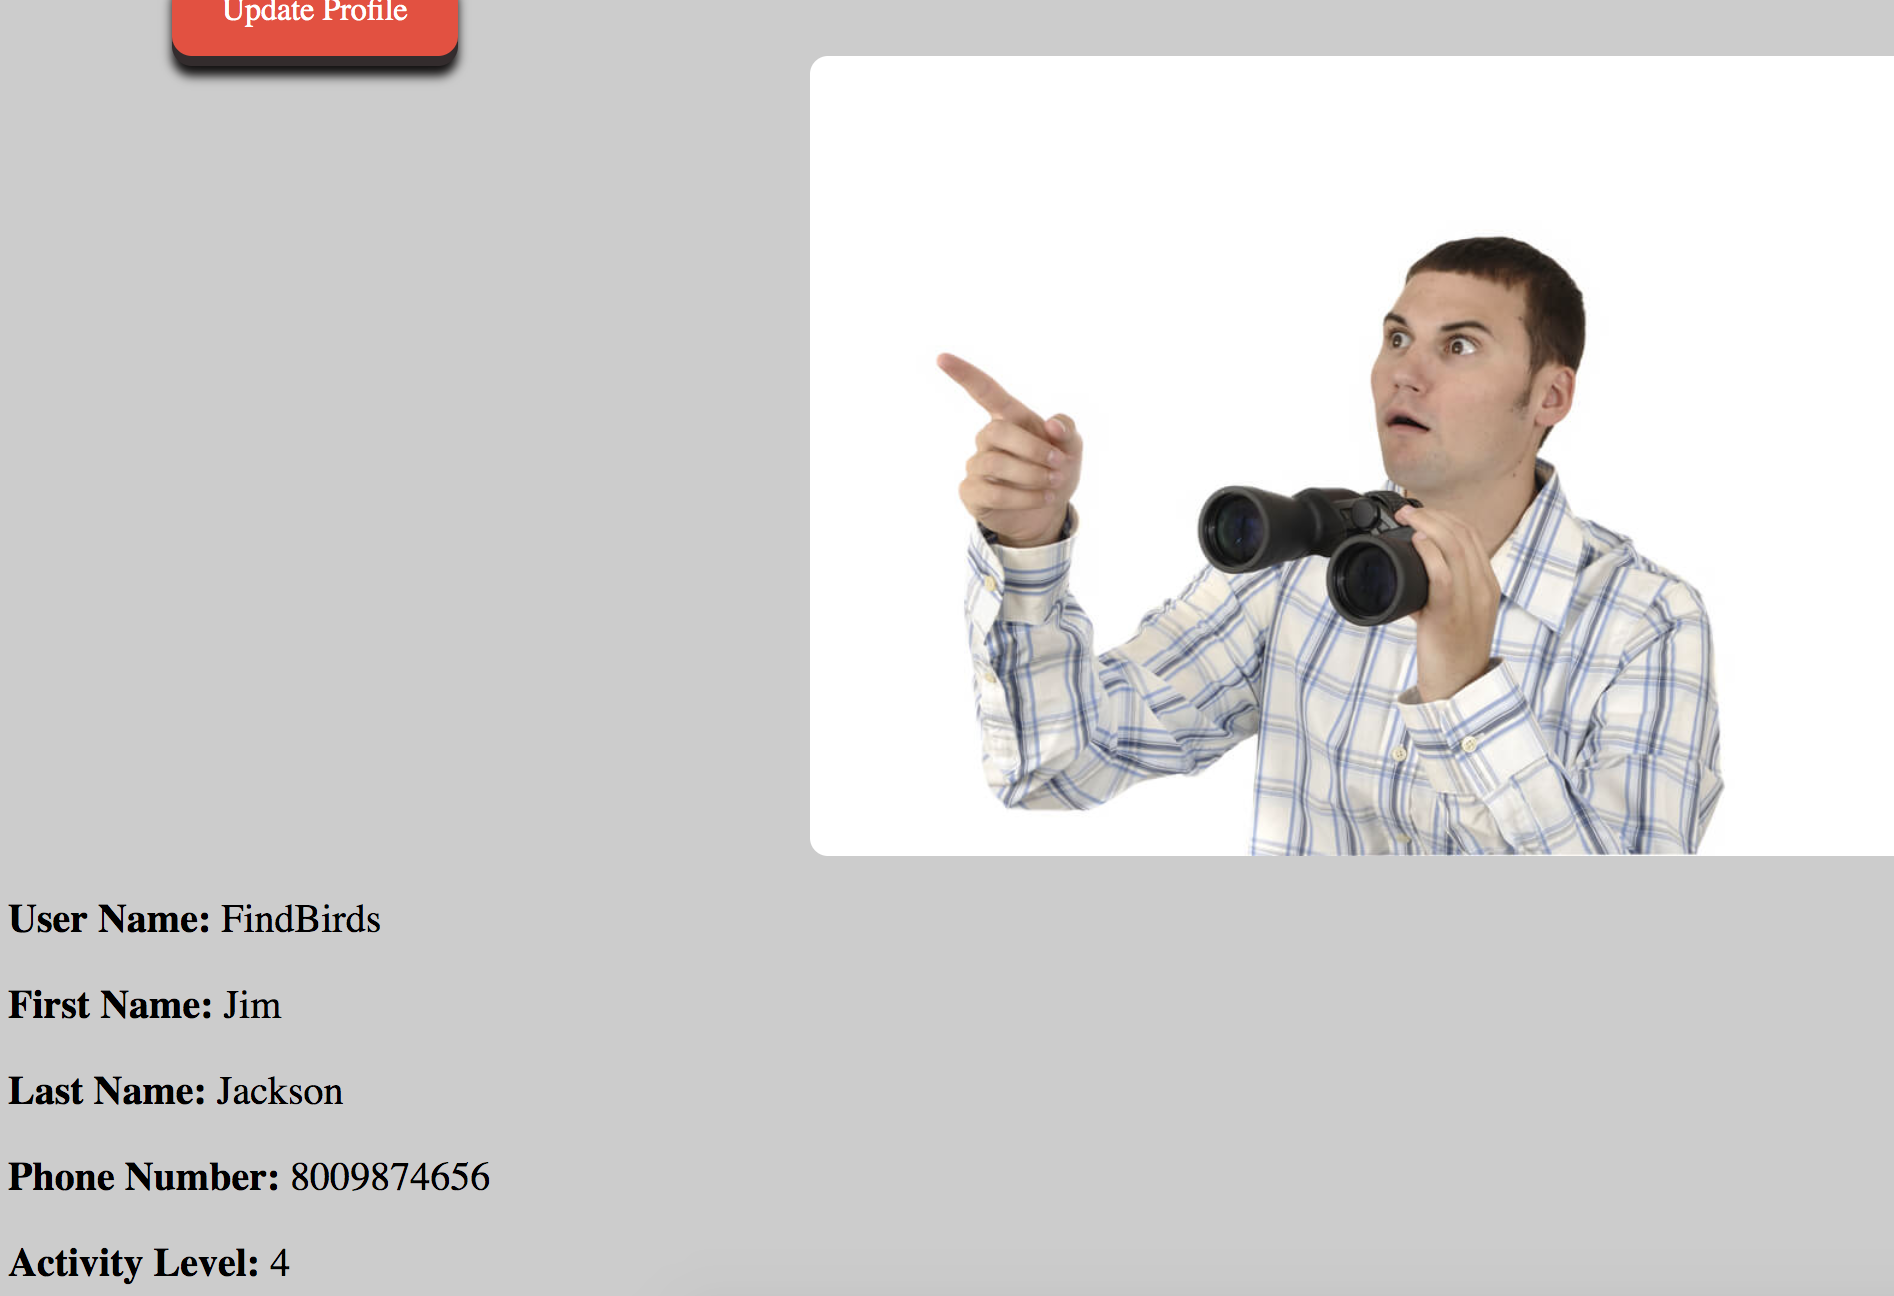 Update Profile
User Name: FindBirds
First Name: Jim
Last Name: Jackson
Phone Number: 8009874656
Activity Level: 4